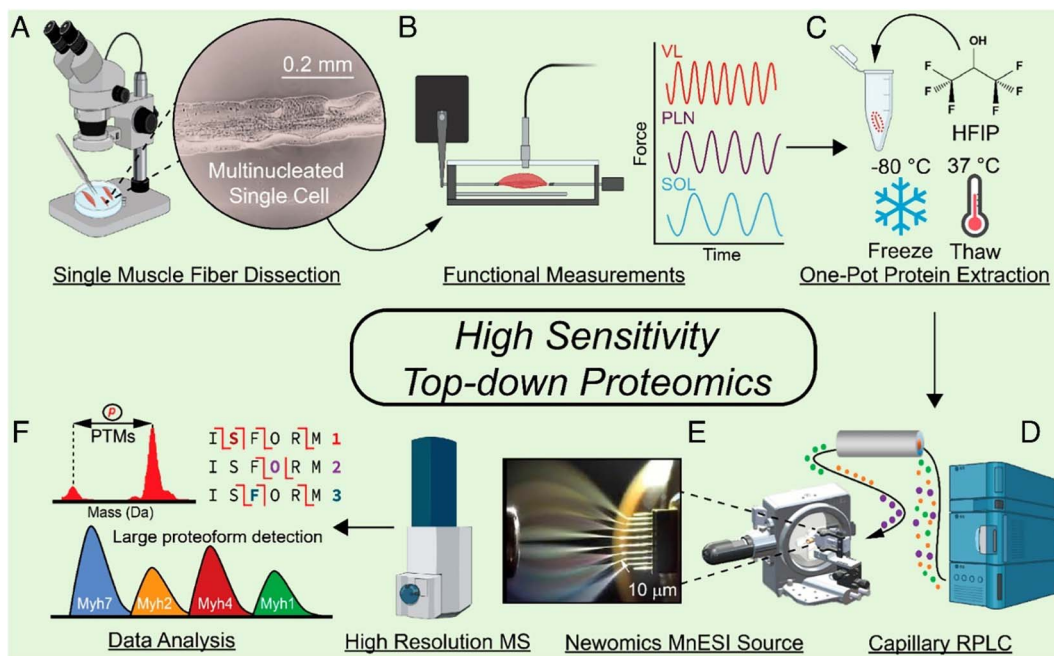 A
0.2 mm
Multinucleated
Single Cell
Single Muscle Fiber Dissection
B
VL
PLN
SOL
Force
Time
Functional Measurements
C
OH
F
F
F
F
F
F
HFIP
-80 °C
37 °C
Freeze
Thaw
One-Pot Protein Extraction
High Sensitivity
Top-down Proteomics
F
p
PTMs
Mass (Da)
I S F O R M 1
I S F O R M 2
I S F O R M 3
Large proteoform detection
Myh7
Myh2
Myh4
Myh1
Data Analysis
High Resolution MS
E
10 µm
Newomics MnESI Source
D
Capillary RPLC